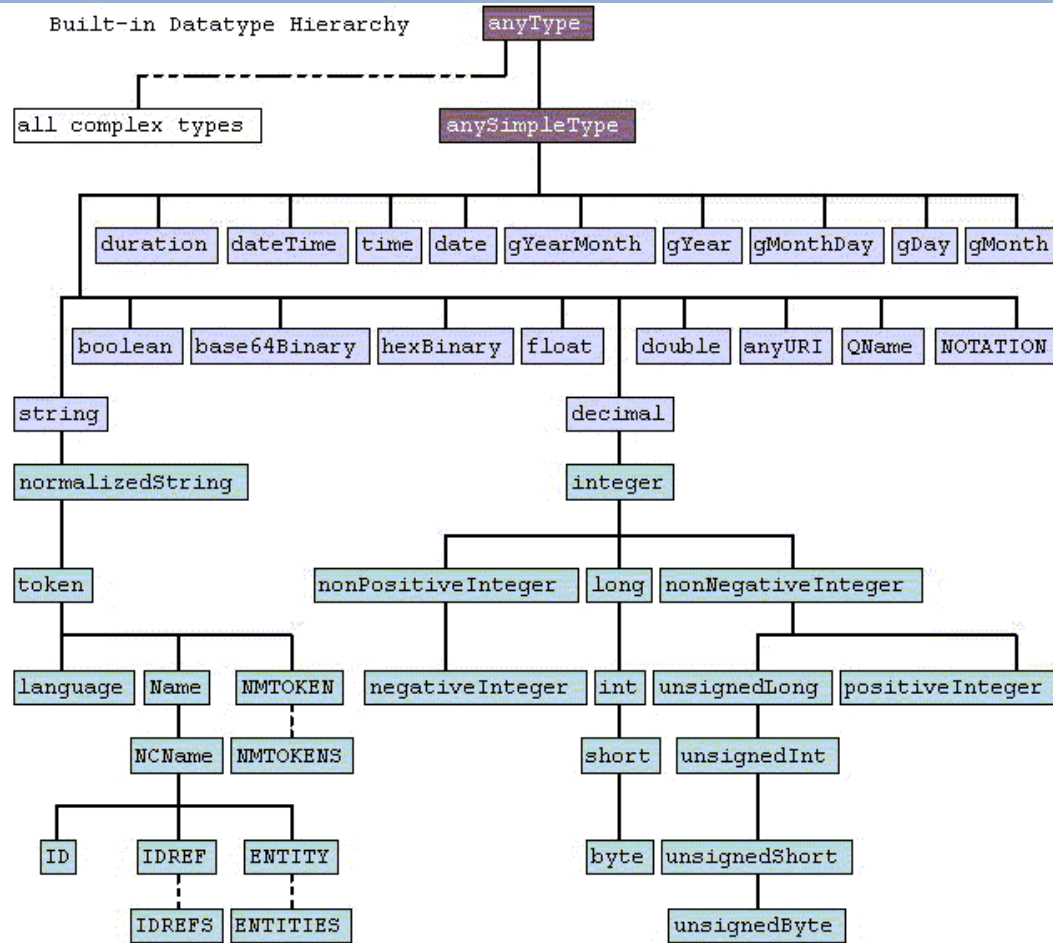 Built-in Datatype Hierarchy anyType
all complex types anySimpleType
duration dateTime time date gYearMonth gYear gMonthDay gDay gMonth
boolean base64Binary hexBinary float double anyURI QName NOTATION
string decimal
normalizedString integer
token nonPositiveInteger long nonNegativeInteger
language Name NMTOKEN negativeInteger int unsignedLong positiveInteger
NCName NMTOKENS short unsignedInt
ID IDREF ENTITY byte unsignedShort
IDREFS ENTITIES unsignedByte